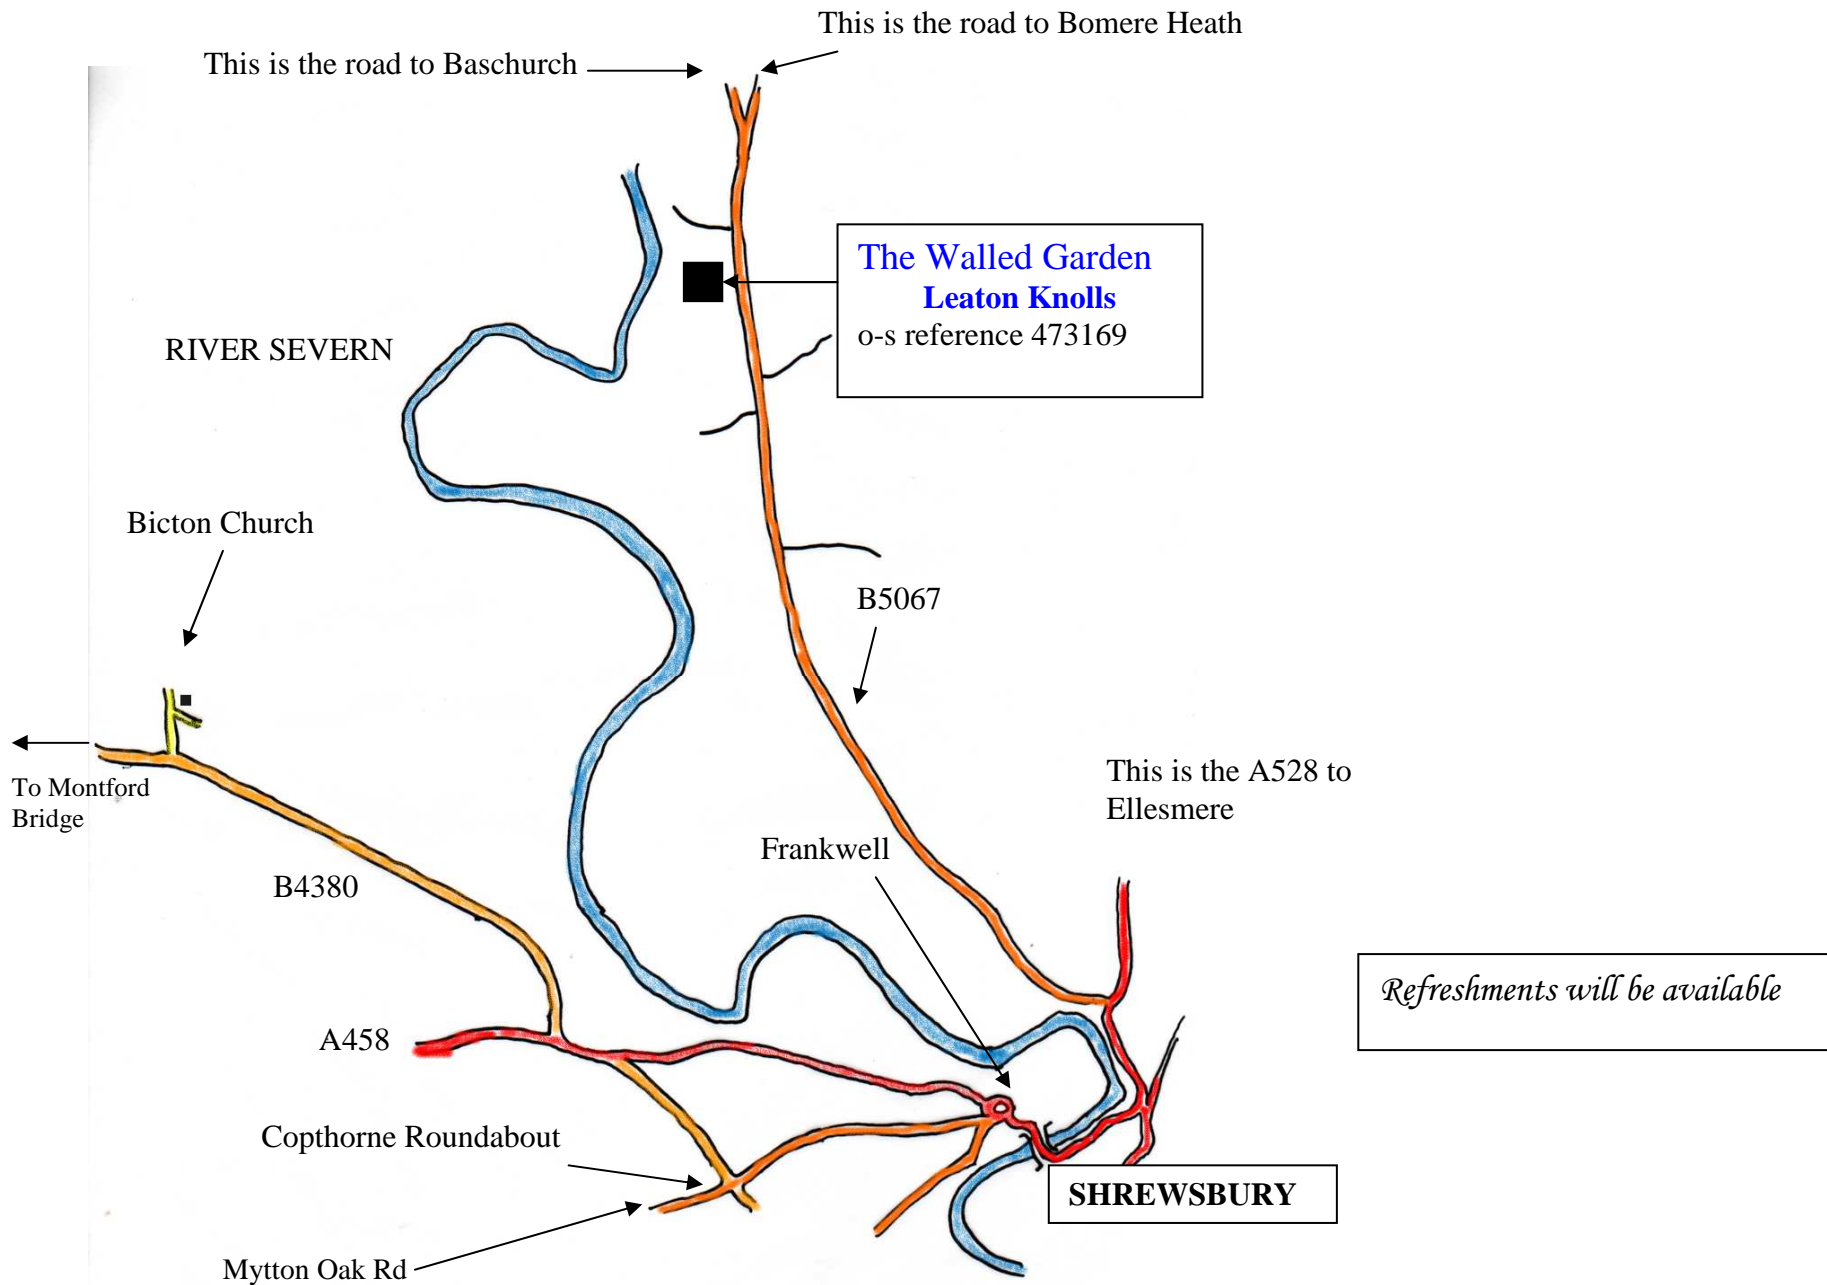 This is the road to Bomere Heath
This is the road to Baschurch
The Walled Garden
Leaton Knolls
o-s reference 473169
RIVER SEVERN
Bicton Church
B5067
To Montford
Bridge
This is the A528 to
Ellesmere
Frankwell
B4380
Refreshments will be available
A458
Copthorne Roundabout
SHREWSBURY
Mytton Oak Rd